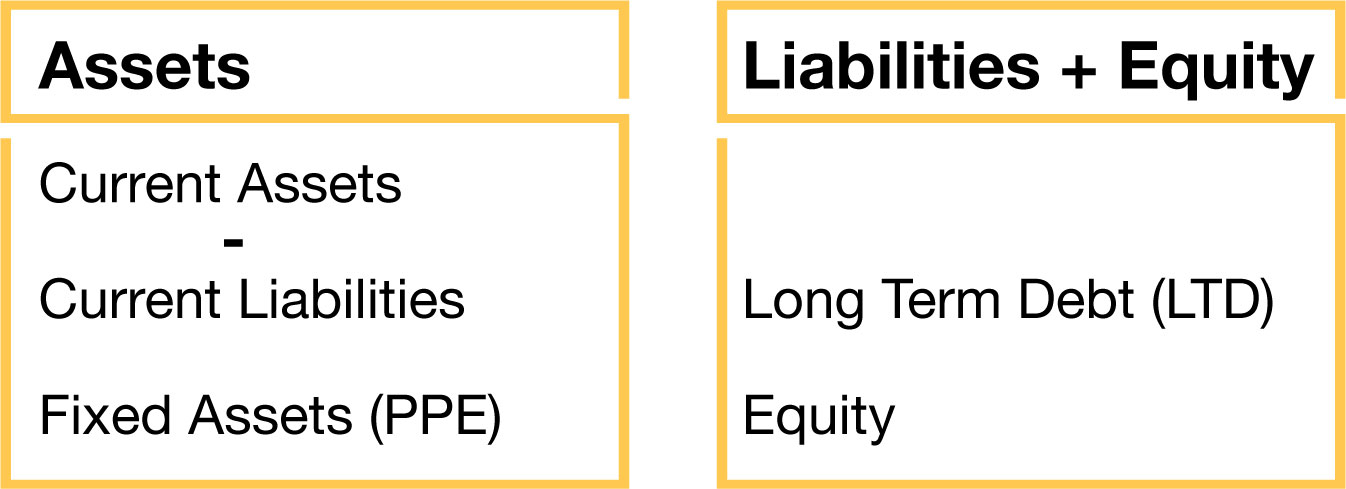 Assets
Current Assets
-
Current Liabilities
Fixed Assets (PPE)
Liabilities + Equity
Long Term Debt (LTD)
Equity